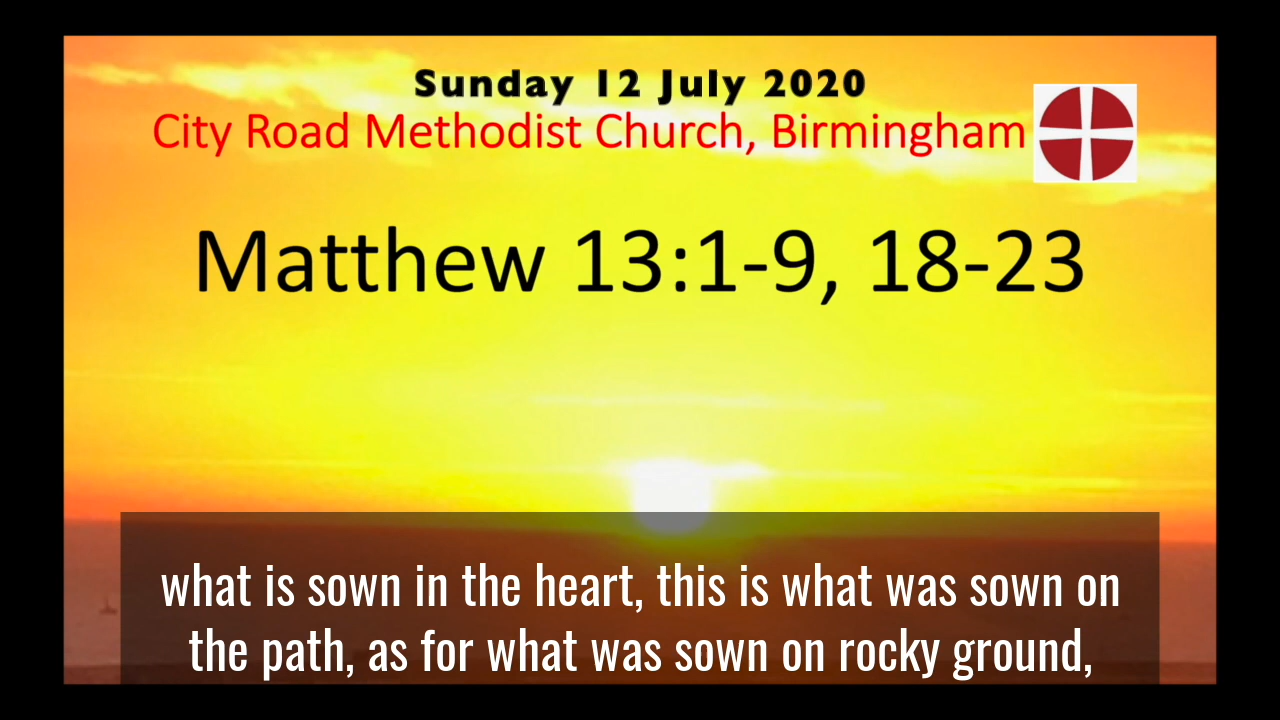 Sunday 12 July 2020
City Road Methodist Church, Birmingham
Matthew 13:1-9, 18-23
what is sown in the heart, this is what was sown on
the path, as for what was sown on rocky ground,